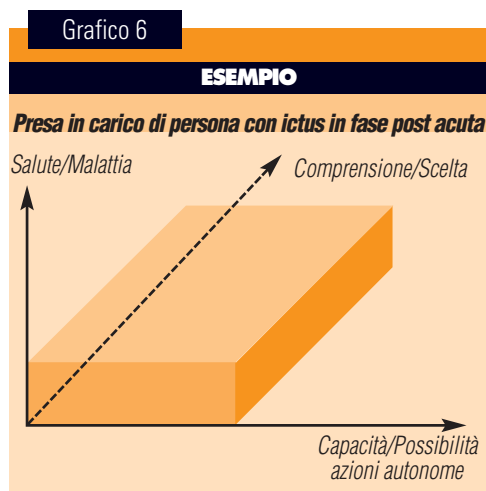 Grafico 6
ESEMPIO
Presa in carico di persona con ictus in fase post acuta
Salute/Malattia
Comprensione/Scelta
Capacità/Possibilità
azioni autonome